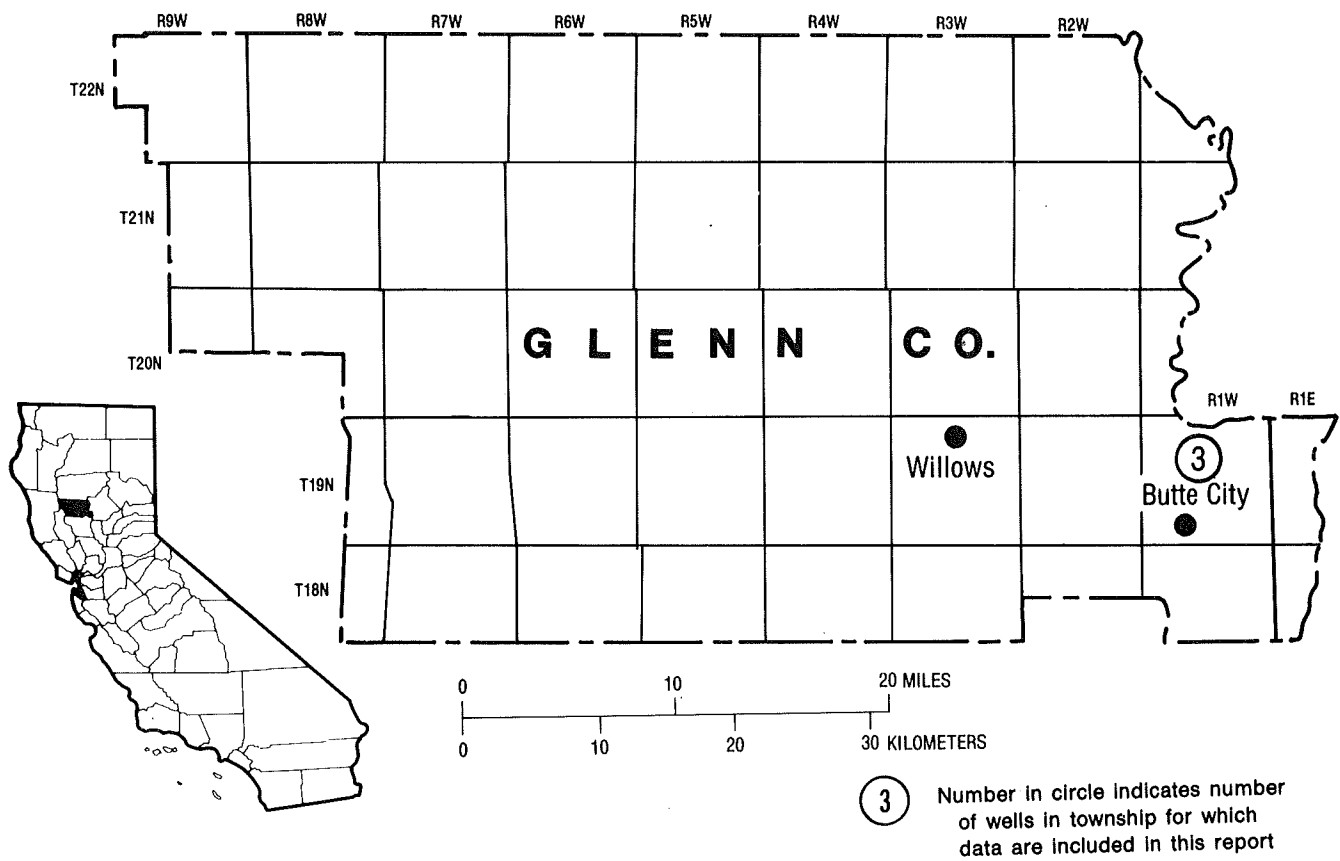 R9W R8W R7W R6W R5W R4W R3W R2W
T22N
T21N
GLENN CO.
T20N
R1W R1E
3
Willows
T19N
Butte City
T18N
0 10 20 MILES
0 10 20 30 KILOMETERS
3 Number in circle indicates number
of wells in township for which
data are included in this report